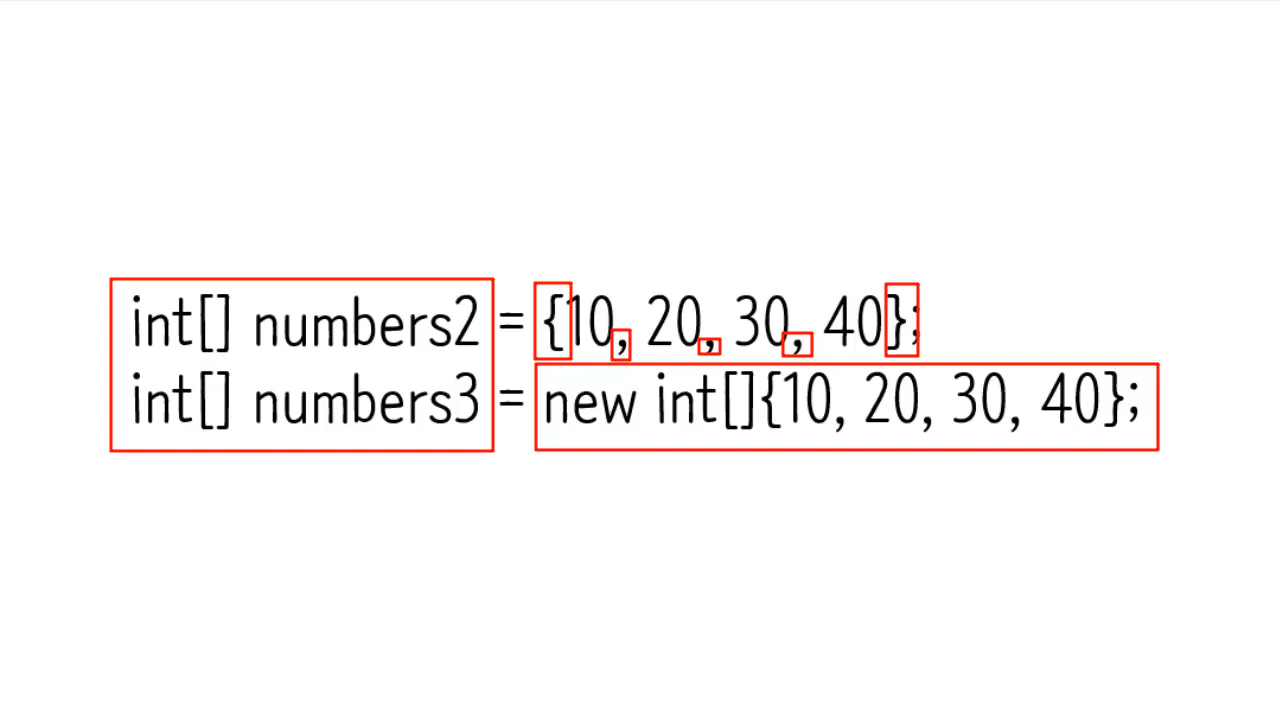 int[] numbers2 = {10, 20, 30, 40};
int[] numbers3 = new int[]{10, 20, 30, 40};